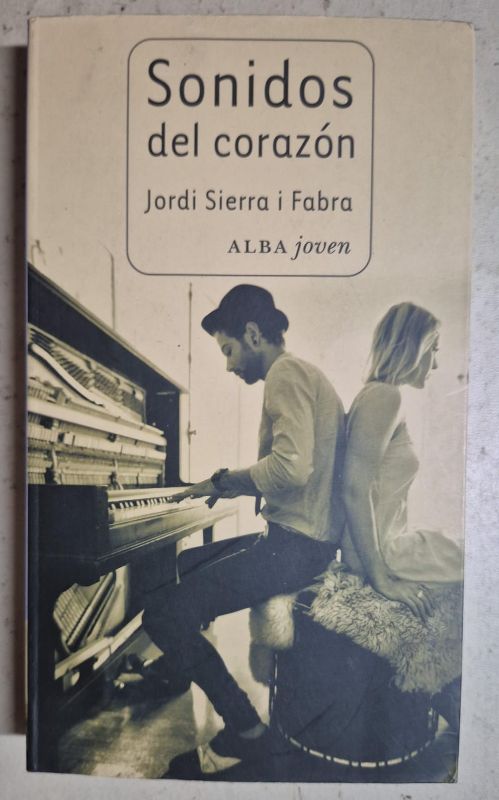 Sonidos
del corazón
Jordi Sierra i Fabra
ALBA joven